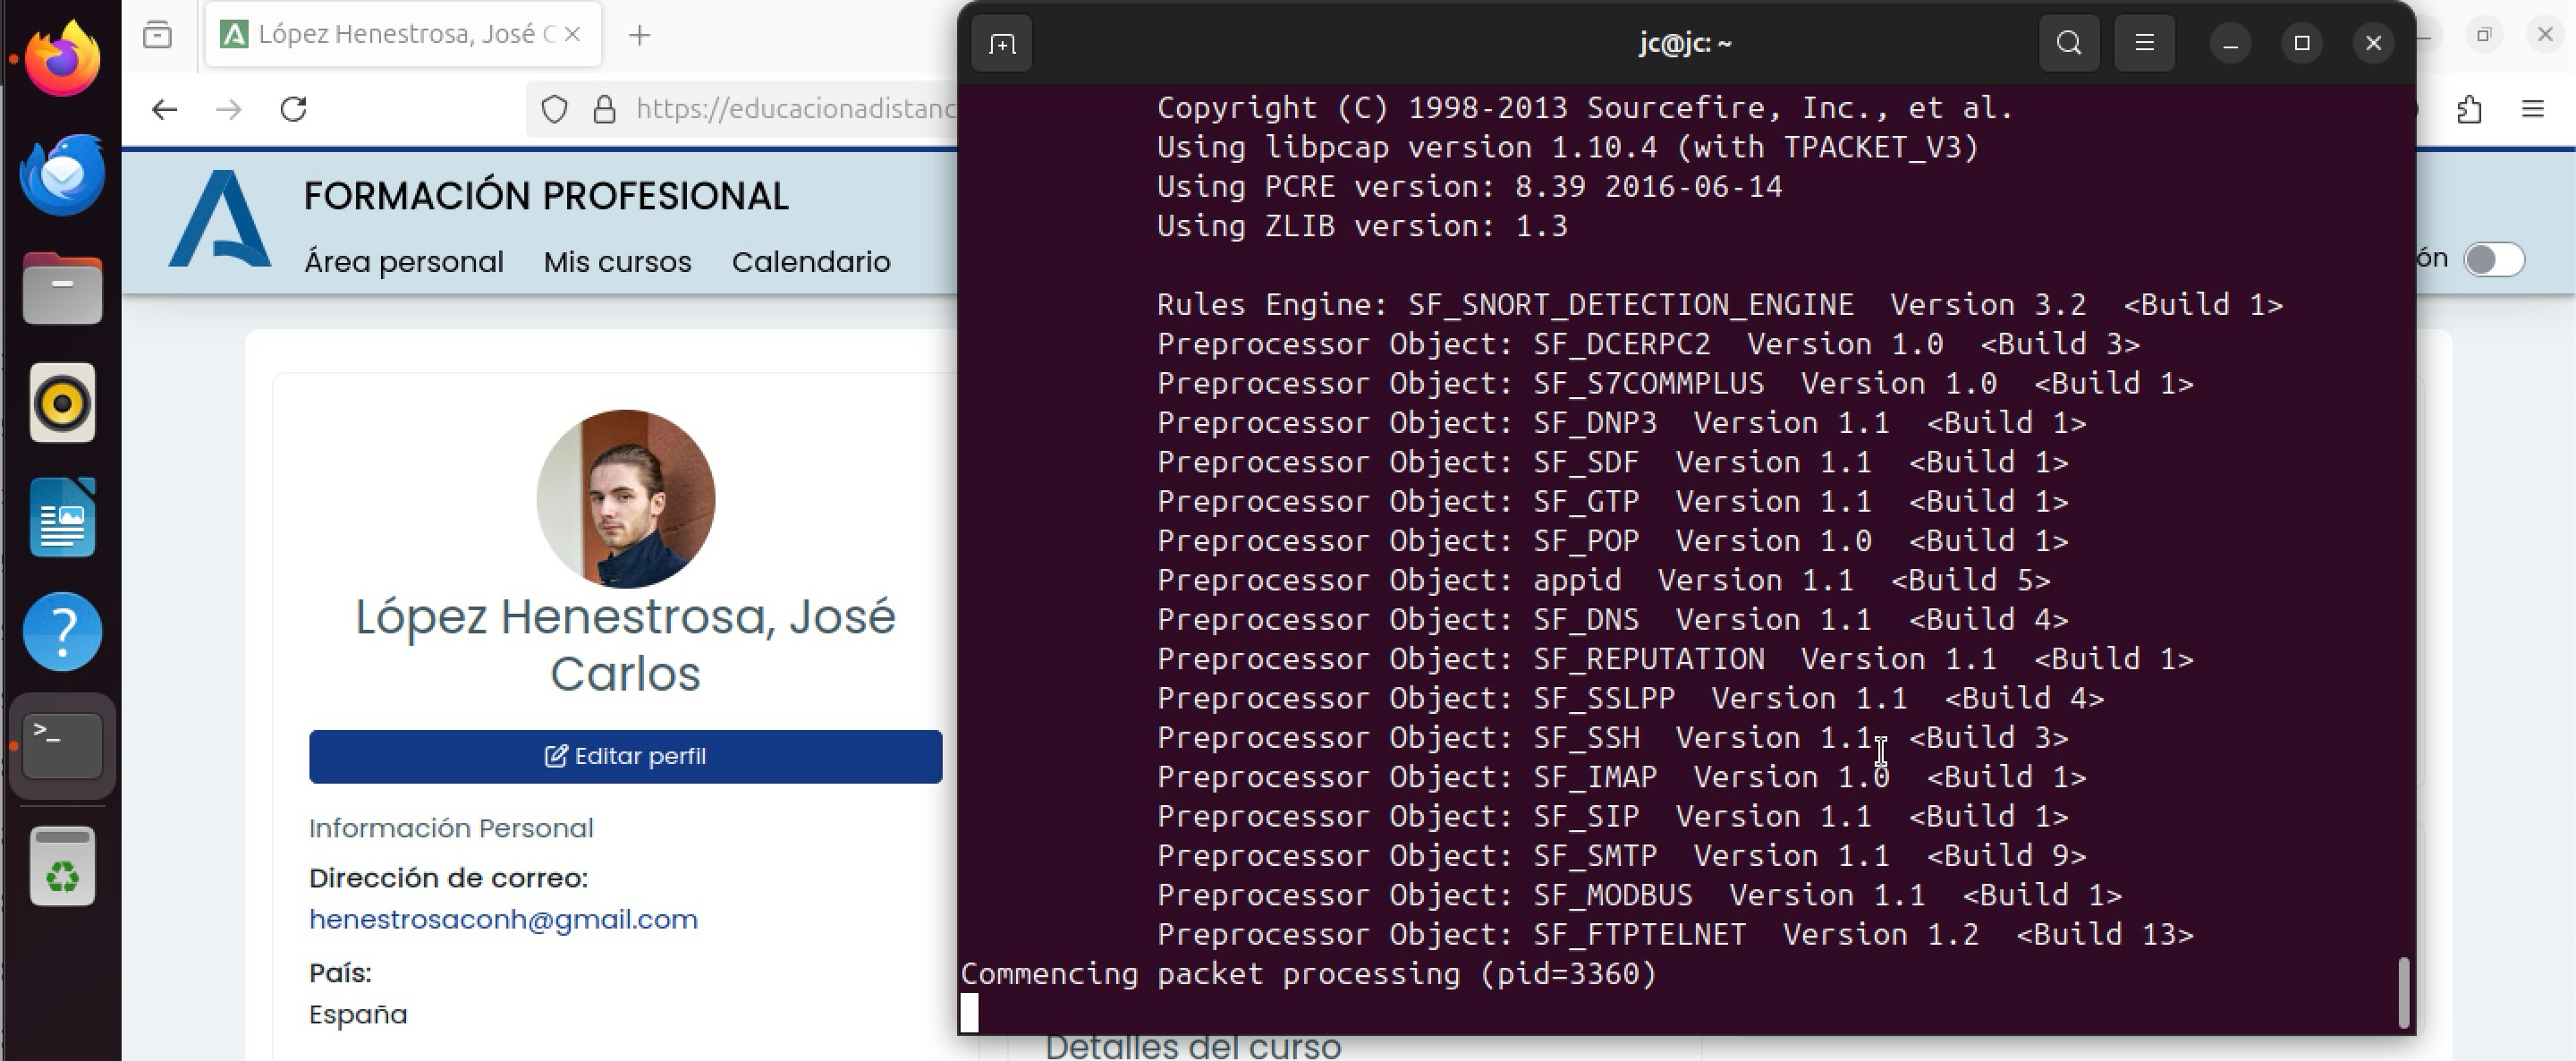 López Henestrosa, José C
https://educacionadistanc
FORMACIÓN PROFESIONAL
Área personal
Mis cursos
Calendario
ón
López Henestrosa, José
Carlos
Editar perfil
Información Personal
Dirección de correo:
henestrosaconh@gmail.com
País:
España
Detalles del curso
jc@jc: ~
Copyright (C) 1998-2013 Sourcefire, Inc., et al.
Using libpcap version 1.10.4 (with TPACKET_V3)
Using PCRE version: 8.39 2016-06-14
Using ZLIB version: 1.3
Rules Engine: SF_SNORT_DETECTION_ENGINE  Version 3.2  <Build 1>
Preprocessor Object: SF_DCERPC2  Version 1.0  <Build 3>
Preprocessor Object: SF_S7COMMPLUS  Version 1.0  <Build 1>
Preprocessor Object: SF_DNP3  Version 1.1  <Build 1>
Preprocessor Object: SF_SDF  Version 1.1  <Build 1>
Preprocessor Object: SF_GTP  Version 1.1  <Build 1>
Preprocessor Object: SF_POP  Version 1.0  <Build 1>
Preprocessor Object: appid  Version 1.1  <Build 5>
Preprocessor Object: SF_DNS  Version 1.1  <Build 4>
Preprocessor Object: SF_REPUTATION  Version 1.1  <Build 1>
Preprocessor Object: SF_SSLPP  Version 1.1  <Build 4>
Preprocessor Object: SF_SSH  Version 1.1  <Build 3>
Preprocessor Object: SF_IMAP  Version 1.0  <Build 1>
Preprocessor Object: SF_SIP  Version 1.1  <Build 1>
Preprocessor Object: SF_SMTP  Version 1.1  <Build 9>
Preprocessor Object: SF_MODBUS  Version 1.1  <Build 1>
Preprocessor Object: SF_FTPTELNET  Version 1.2  <Build 13>
Commencing packet processing (pid=3360)